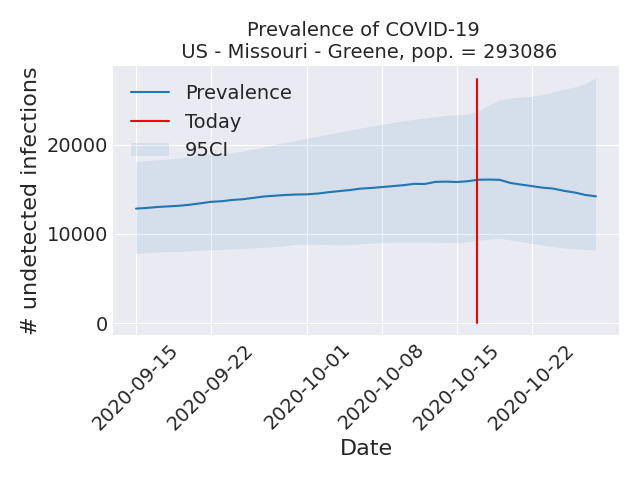 Prevalence of COVID-19
US - Missouri - Greene, pop. = 293086
# undetected infections
20000
10000
0
Prevalence
Today
95CI
2020-09-15
2020-09-22
2020-10-01
2020-10-08
2020-10-15
2020-10-22
Date